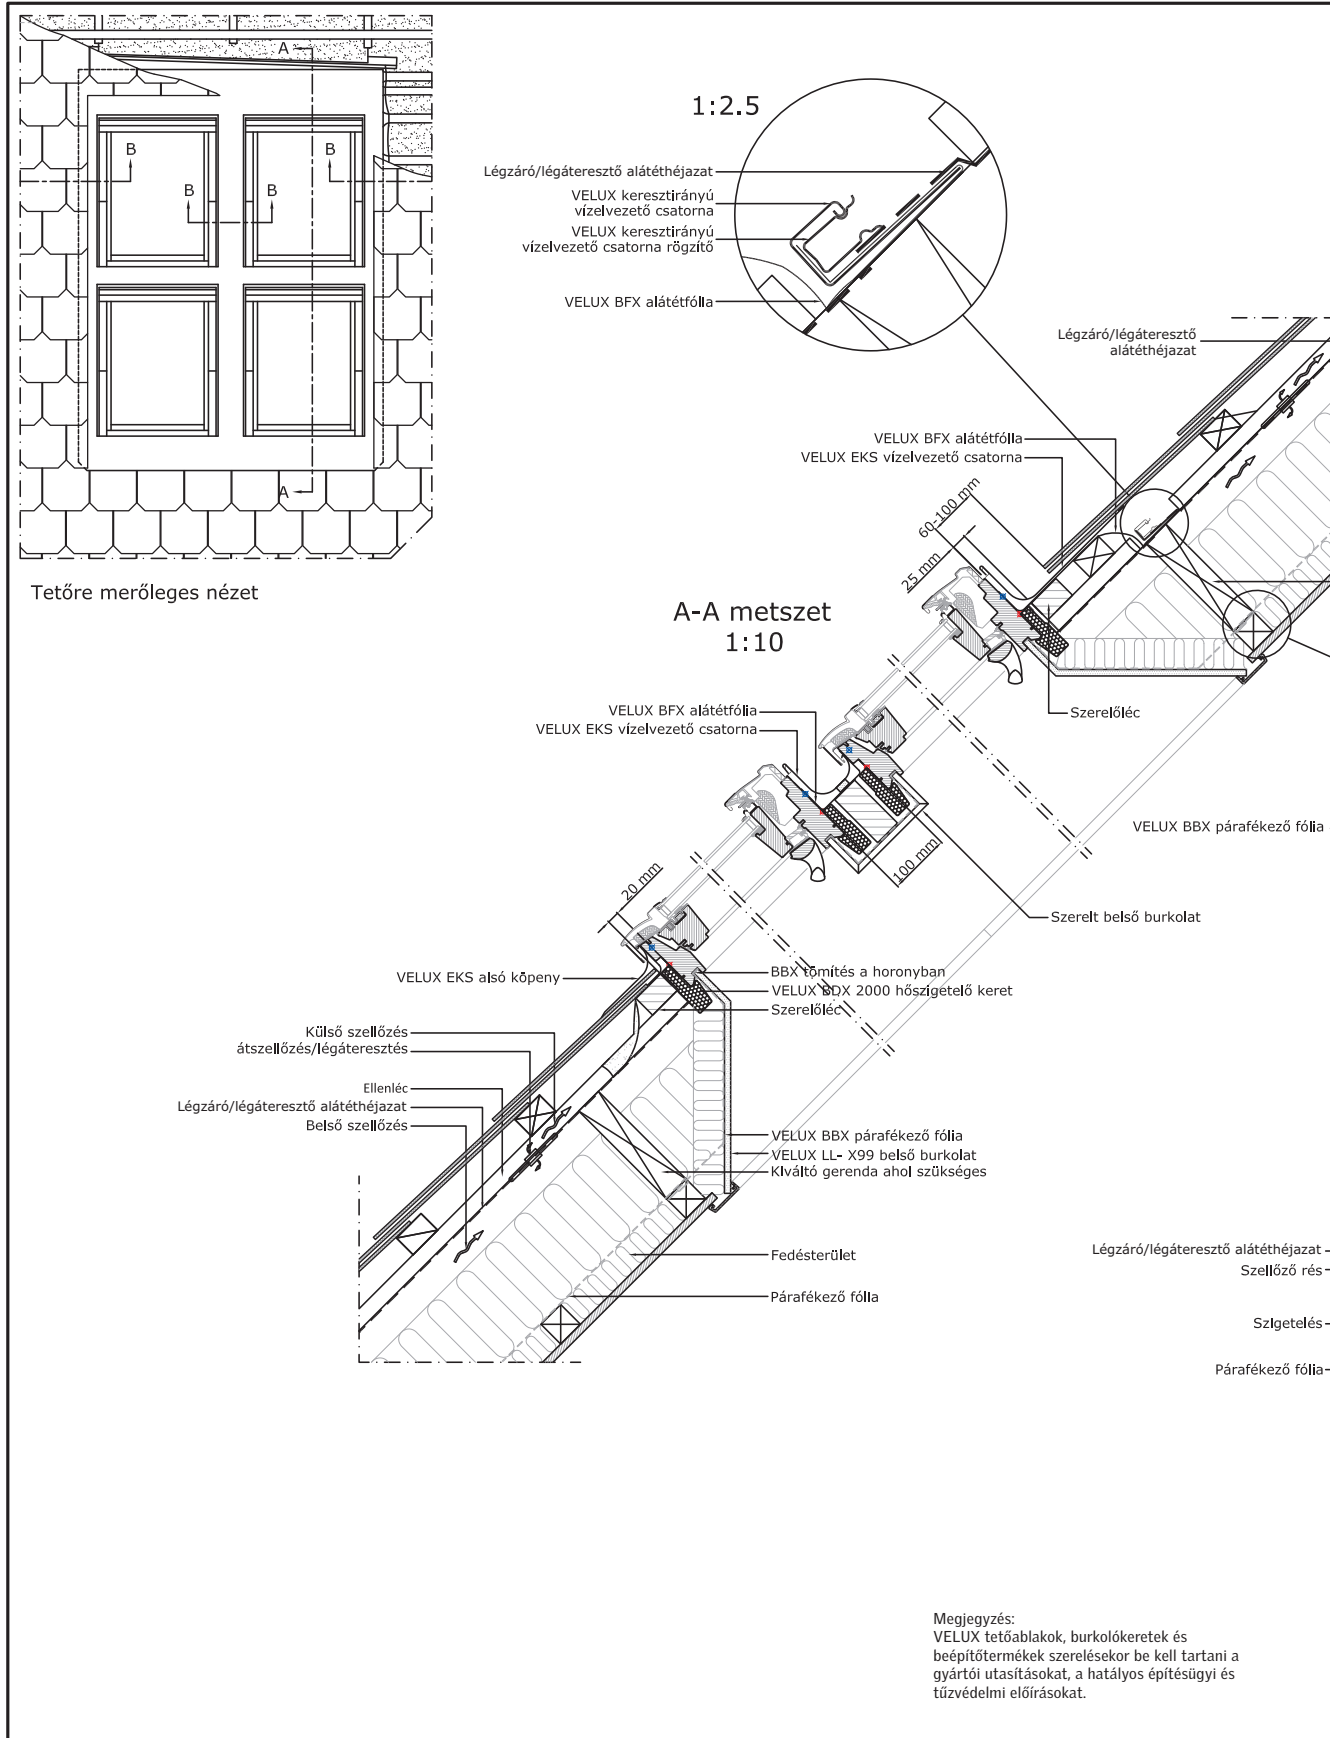 A
B
B
B
B
A
Tetőre merőleges nézet
1:2.5
Légzáró/légáteresztő alátéthéjazat
VELUX keresztirányú
vízelvezető csatorna
VELUX keresztirányú
vízelvezető csatorna rögzítő
VELUX BFX alátétfólia
Légzáró/légáteresztő
alátéthéjazat
VELUX BFX alátétfólla
VELUX EKS vízelvezető csatorna
60-100 mm
25 mm
A-A metszet
1:10
Szerelőléc
VELUX BFX alátétfólia
VELUX EKS vízelvezető csatorna
VELUX BBX párafékező fólia
100 mm
20 mm
Szerelt belső burkolat
VELUX EKS alsó köpeny
BBX tömítés a horonyban
VELUX BDX 2000 hőszigetelő keret
Szerelőléc
Külső szellőzés
átszellőzés/légáteresztés
Ellenléc
Légzáró/légáteresztő alátéthéjazat
Belső szellőzés
VELUX BBX párafékező fólia
VELUX LL- X99 belső burkolat
Kiváltó gerenda ahol szükséges
Fedésterület
Párafékező fólia
Légzáró/légáteresztő alátéthéjazat
Szellőző rés
Szigetelés
Párafékező fólia
Megjegyzés:
VELUX tetőablakok, burkolókeretek és
beépítőtermékek szerelésekor be kell tartani a
gyártói utasításokat, a hatályos építésügyi és
tűzvédelmi előírásokat.